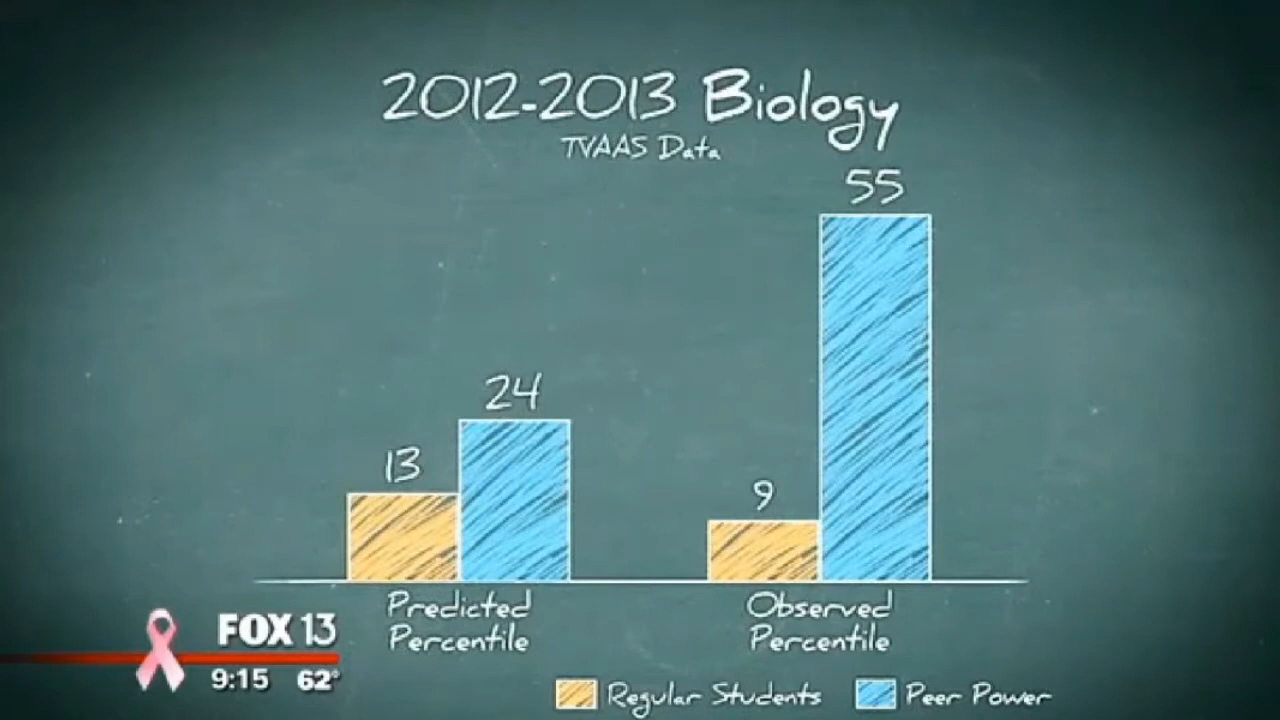 2012-2013 Biology
TVAAS Data
55
24
13
9
Predicted
Percentile
Observed
Percentile
FOX 13
9:15 62°
Regular Students
Peer Power